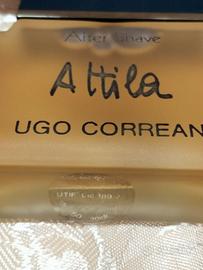 After Shave
Attila
UGO CORREAN